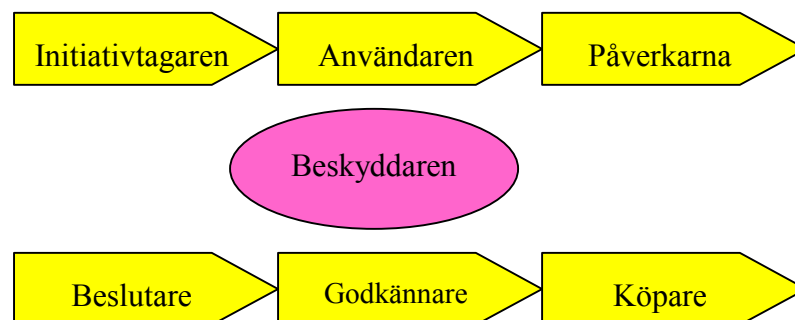 Initiativtagaren
Användaren
Påverkarna
Beskyddaren
Beslutare
Godkännare
Köpare